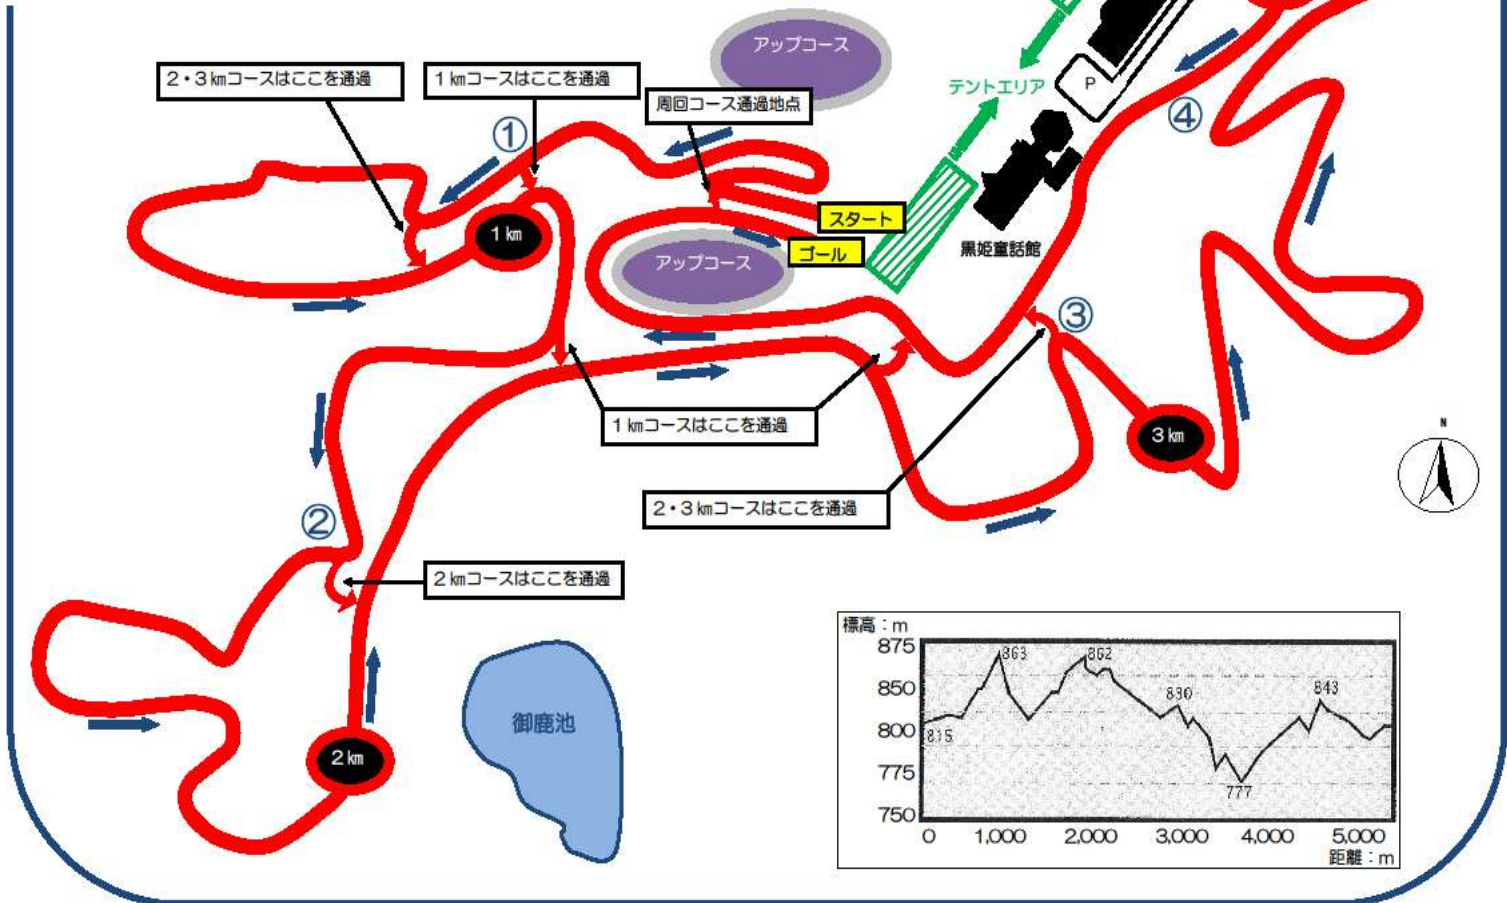 アップコース
2・3㎞コースはここを通過
1㎞コースはここを通過
周回コース通過地点
P
テントエリア
④
①
スタート
1㎞
黒姫童話館
ゴール
アップコース
③
1㎞コースはここを通過
N
3㎞
2・3㎞コースはここを通過
②
2㎞コースはここを通過
御鹿池
2㎞
標高：m
875
863
862
850
830
843
800
815
775
777
750
0 1,000 2,000 3,000 4,000 5,000
距離：m